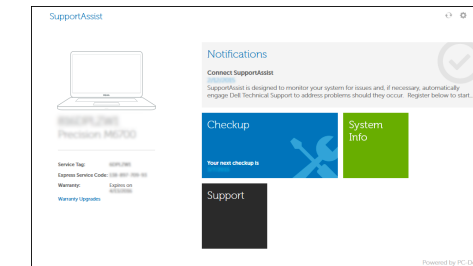 SupportAssist
Notifications
Connect SupportAssist
SupportAssist is designed to monitor your system for issues and, if necessary, automatically
engage Dell Technical Support to address problems should they occur. Register below to start.
Precision M6700
Checkup
System
Info
Your next checkup is
Service Tag:
Express Service Code:
Warranty:
Expires on
Warranty Upgrades
Support
Powered by PC-D